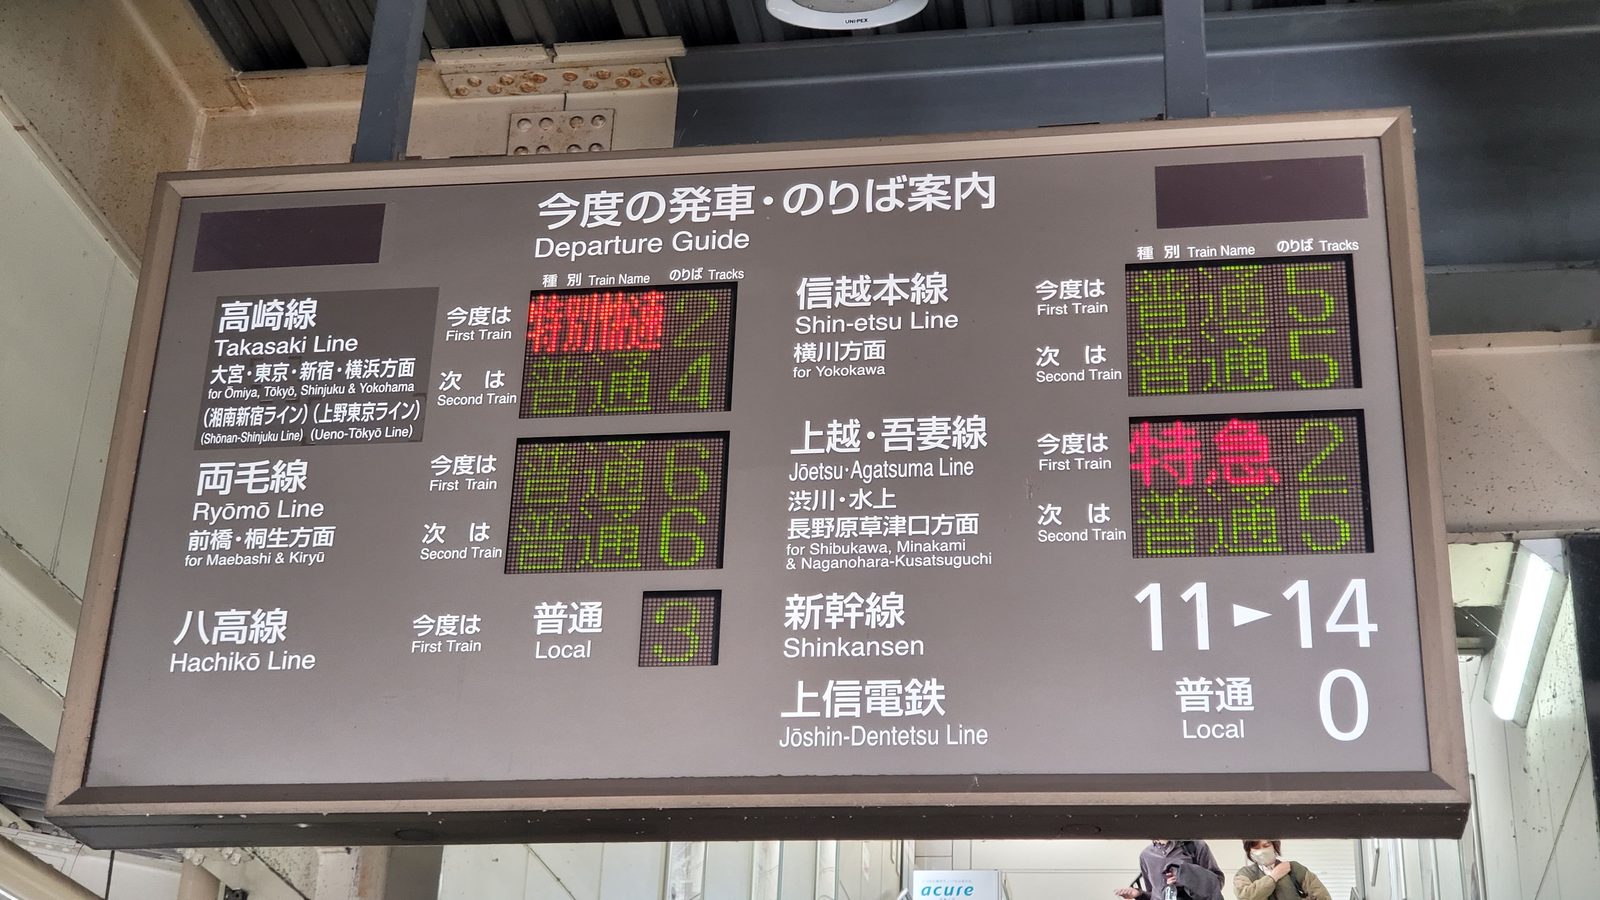 UNI-PEX
今度の発車・のりば案内
Departure Guide
種別 Train Name のりば Tracks
高崎線
Takasaki Line
大宮・東京・新宿・横浜方面
for Ōmiya, Tōkyō, Shinjuku & Yokohama
(湘南新宿ライン)(上野東京ライン)
(Shōnan-Shinjuku Line) (Ueno-Tōkyō Line)
今度は 特別快速 2
First Train
次は 普通 4
Second Train
両毛線
Ryōmō Line
前橋・桐生方面
for Maebashi & Kiryū
今度は 普通 6
First Train
次は 普通 6
Second Train
八高線
Hachikō Line
今度は 普通 3
First Train Local
種別 Train Name のりば Tracks
信越本線
Shin-etsu Line
横川方面
for Yokokawa
今度は 普通 5
First Train
次は 普通 5
Second Train
上越・吾妻線
Jōetsu・Agatsuma Line
渋川・水上
長野原草津口方面
for Shibukawa, Minakami
& Naganohara-Kusatsuguchi
今度は 特急 2
First Train
次は 普通 5
Second Train
新幹線 11 ► 14
Shinkansen
上信電鉄 普通 0
Jōshin-Dentetsu Line Local
acure